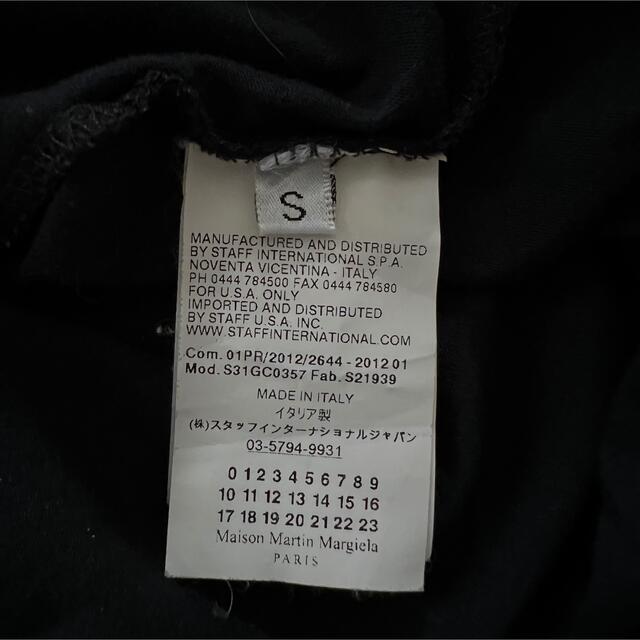 S
MANUFACTURED AND DISTRIBUTED
BY STAFF INTERNATIONAL S.P.A.
NOVENTA VICENTINA - ITALY
PH 0444 784500 FAX 0444 784580
FOR U.S.A. ONLY
IMPORTED AND DISTRIBUTED
BY STAFF U.S.A. INC.
WWW.STAFFINTERNATIONAL.COM
Com. 01PR/2012/2644 - 2012 01
Mod. S31GC0357 Fab. S21939
MADE IN ITALY
イタリア製
(株)スタッフインターナショナルジャパン
03-5794-9931
0 1 2 3 4 5 6 7 8 9
10 11 12 13 14 15 16
17 18 19 20 21 22 23
Maison Martin Margiela
PARIS